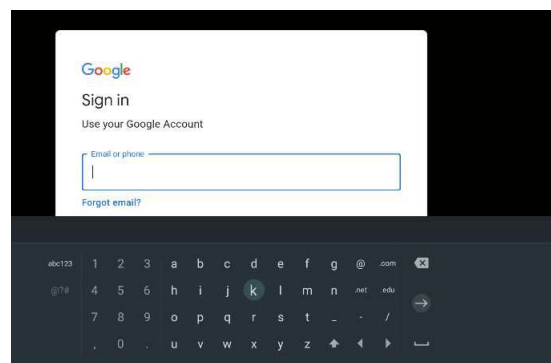 Google
Sign in
Use your Google Account
Email or phone
Forgot email?
abc123 1 2 3 a b c d e f g @ .com
@?# 4 5 6 h i j k l m n .net .edu
7 8 9 o p q r s t _ - /
, 0 . u v w x y z